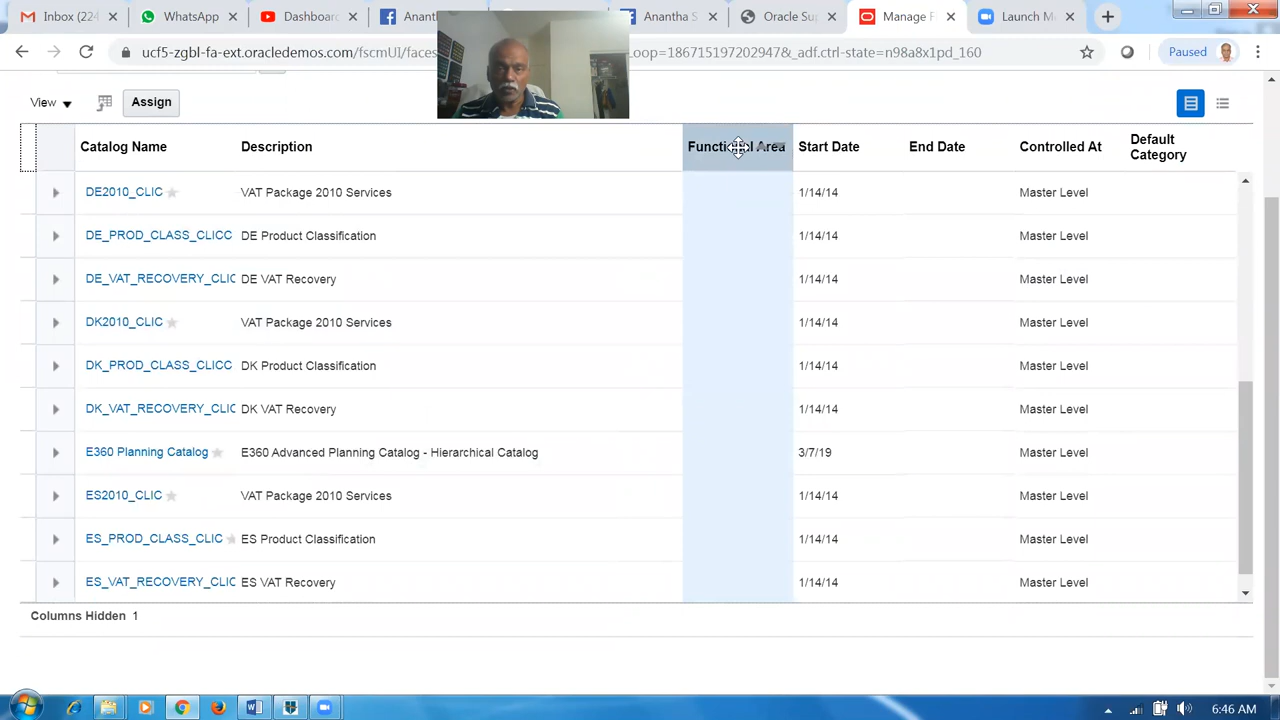 Inbox (224
WhatsApp
Dashboard
Anantha S
Oracle Su
Manage F
Launch M
ucf5-zgbl-fa-ext.oracledemos.com/fscmUI/faces
oop=18671519720294​7&_adf.ctrl-state=n98a8x1pd_160
Paused
View
Assign
Catalog Name Description Functional Area Start Date End Date Controlled At Default Category
DE2010_CLIC VAT Package 2010 Services 1/14/14 Master Level
DE_PROD_CLASS_CLICC DE Product Classification 1/14/14 Master Level
DE_VAT_RECOVERY_CLIC DE VAT Recovery 1/14/14 Master Level
DK2010_CLIC VAT Package 2010 Services 1/14/14 Master Level
DK_PROD_CLASS_CLICC DK Product Classification 1/14/14 Master Level
DK_VAT_RECOVERY_CLIC DK VAT Recovery 1/14/14 Master Level
E360 Planning Catalog E360 Advanced Planning Catalog - Hierarchical Catalog 3/7/19 Master Level
ES2010_CLIC VAT Package 2010 Services 1/14/14 Master Level
ES_PROD_CLASS_CLIC ES Product Classification 1/14/14 Master Level
ES_VAT_RECOVERY_CLIC ES VAT Recovery 1/14/14 Master Level
Columns Hidden 1
6:46 AM